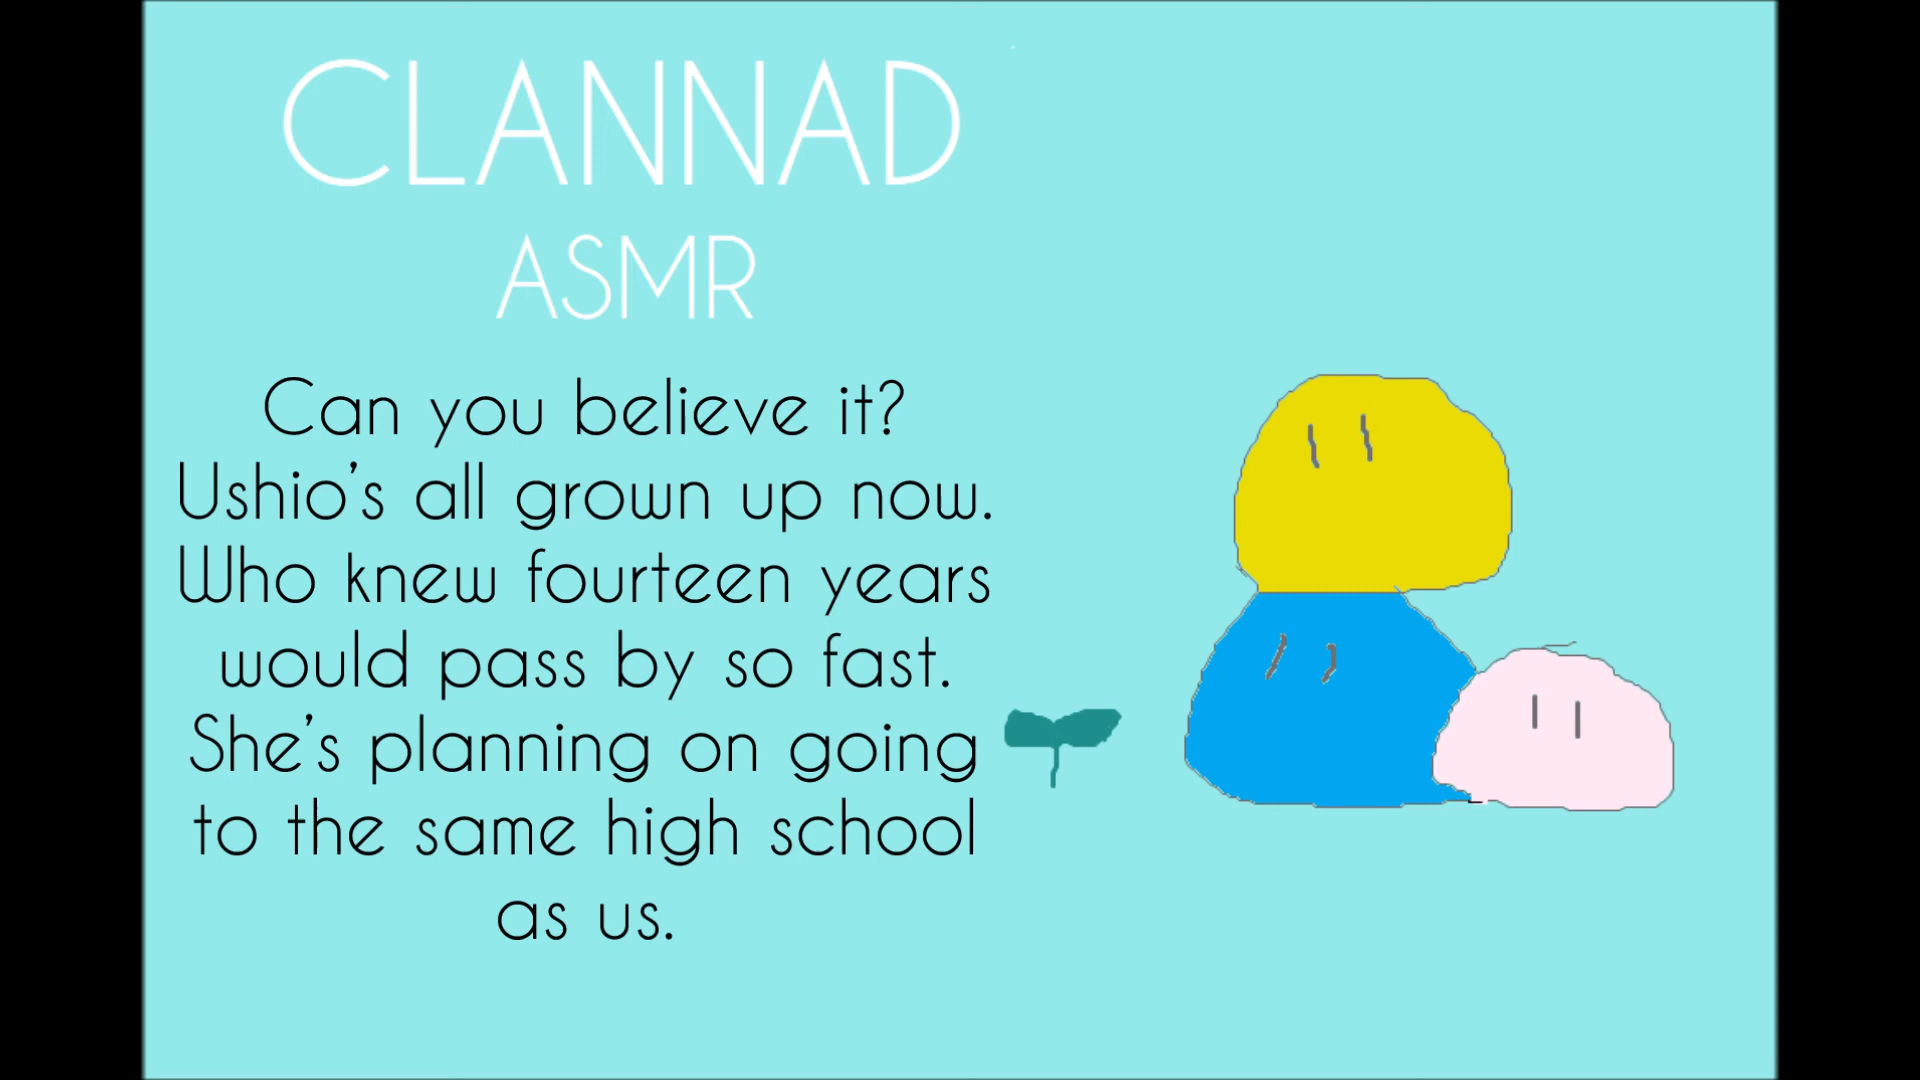 CLANNAD
ASMR
Can you believe it?
Ushio's all grown up now.
Who knew fourteen years
would pass by so fast.
She's planning on going
to the same high school
as us.